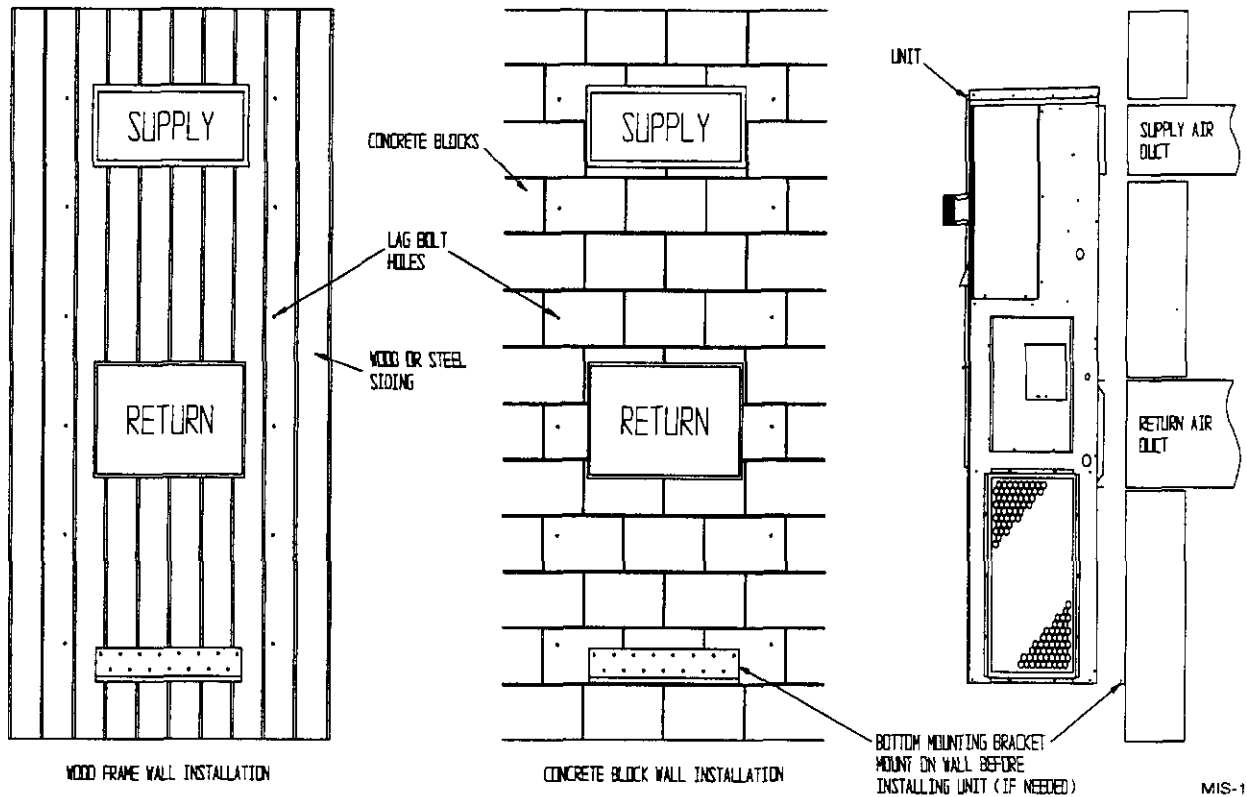 SUPPLY
RETURN
WOOD OR STEEL
SIDING
WOOD FRAME WALL INSTALLATION
CONCRETE BLOCKS
LAG BOLT
HOLES
SUPPLY
RETURN
CONCRETE BLOCK WALL INSTALLATION
UNIT
SUPPLY AIR
DUCT
RETURN AIR
DUCT
BOTTOM MOUNTING BRACKET
MOUNT ON WALL BEFORE
INSTALLING UNIT (IF NEEDED)
MIS-1